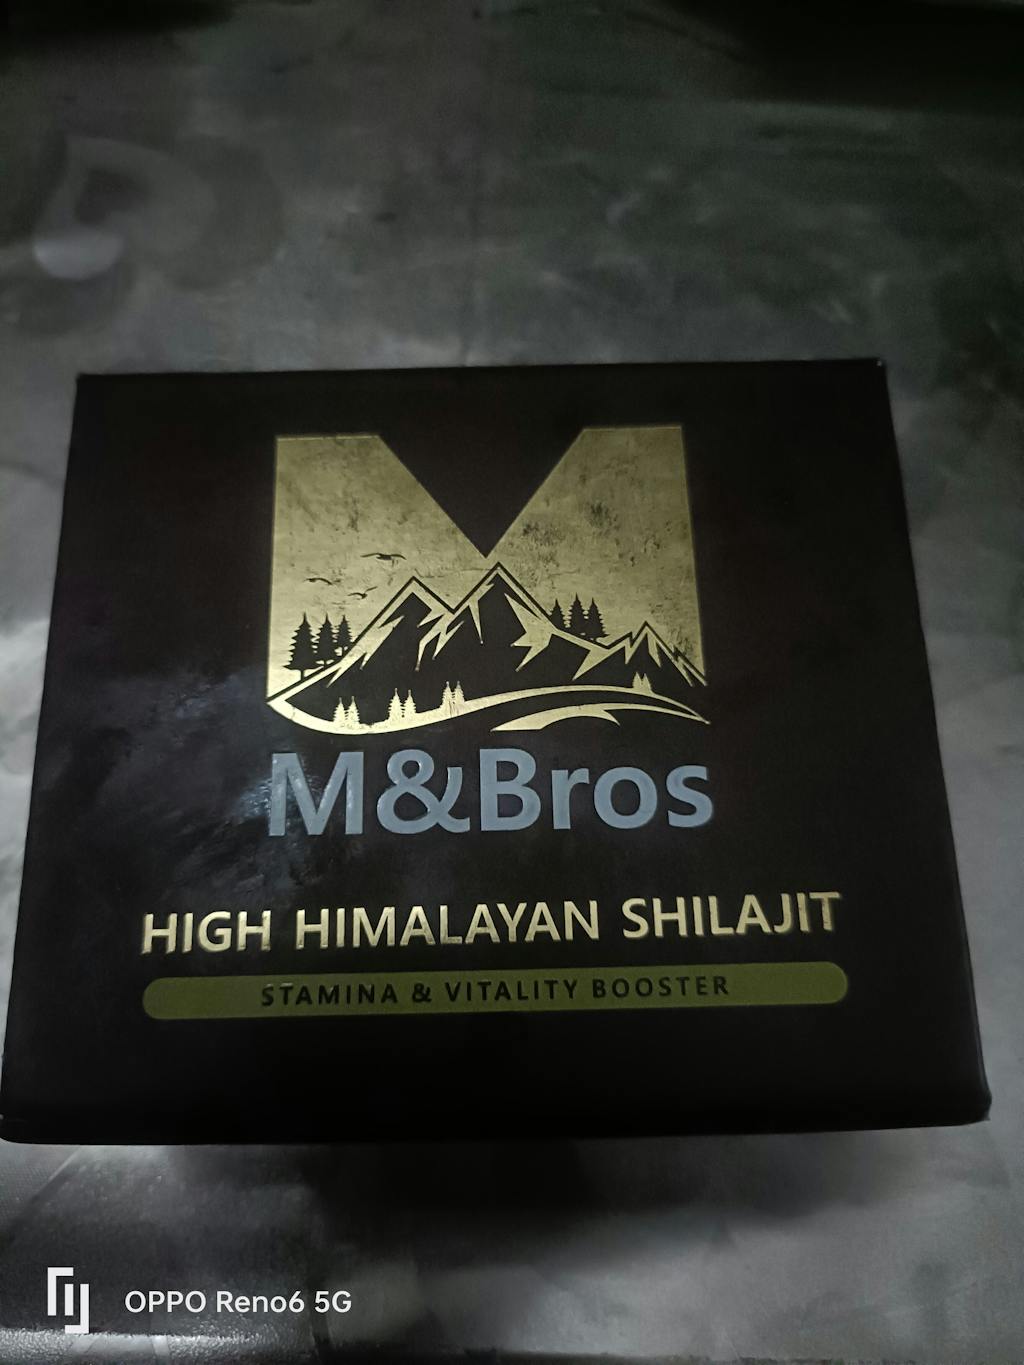 M&Bros
HIGH HIMALAYAN SHILAJIT
STAMINA & VITALITY BOOSTER
OPPO Reno6 5G